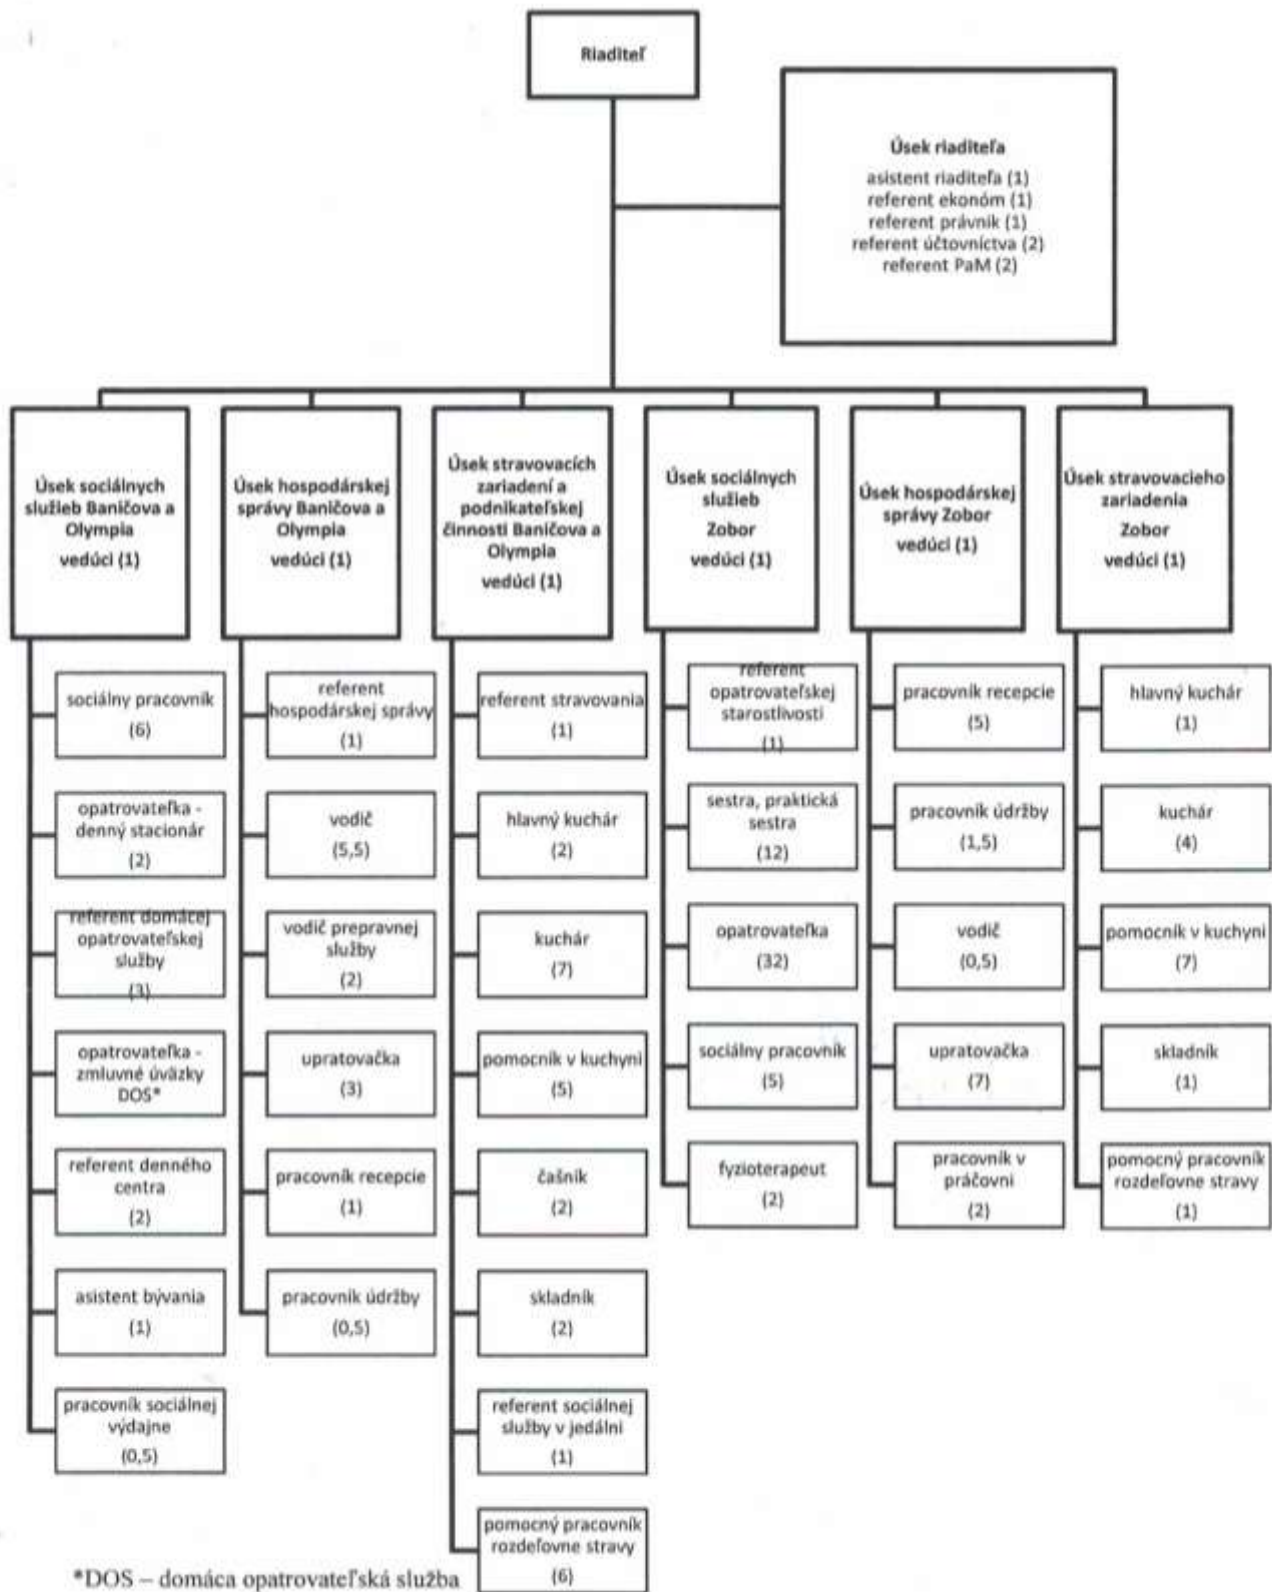 Riaditeľ
Úsek riaditeľa
asistent riaditeľa (1)
referent ekonóm (1)
referent právnik (1)
referent účtovníctva (2)
referent PaM (2)
Úsek sociálnych
služieb Baničova a
Olympia
vedúci (1)
sociálny pracovník
(6)
opatrovateľka -
denný stacionár
(2)
referent domácej
opatrovateľskej
služby
(3)
opatrovateľka -
zmluvné úväzky
DOS*
referent denného
centra
(2)
asistent bývania
(1)
pracovník sociálnej
výdajne
(0,5)
Úsek hospodárskej
správy Baničova a
Olympia
vedúci (1)
referent
hospodárskej správy
(1)
vodič
(5,5)
vodič prepravnej
služby
(2)
upratovačka
(3)
pracovník recepcie
(1)
pracovník údržby
(0,5)
Úsek stravovacích
zariadení a
podnikateľskej
činnosti Baničova a
Olympia
vedúci (1)
referent stravovania
(1)
hlavný kuchár
(2)
kuchár
(7)
pomocník v kuchyni
(5)
čašník
(2)
skladník
(2)
referent sociálnej
služby v jedálni
(1)
pomocný pracovník
rozdeľovne stravy
(6)
Úsek sociálnych
služieb
Zobor
vedúci (1)
referent
opatrovateľskej
starostlivosti
(1)
sestra, praktická
sestra
(12)
opatrovateľka
(32)
sociálny pracovník
(5)
fyzioterapeut
(2)
Úsek hospodárskej
správy Zobor
vedúci (1)
pracovník recepcie
(5)
pracovník údržby
(1,5)
vodič
(0,5)
upratovačka
(7)
pracovník v
práčovni
(2)
Úsek stravovacieho
zariadenia
Zobor
vedúci (1)
hlavný kuchár
(1)
kuchár
(4)
pomocník v kuchyni
(7)
skladník
(1)
pomocný pracovník
rozdeľovne stravy
(1)
*DOS – domáca opatrovateľská služba